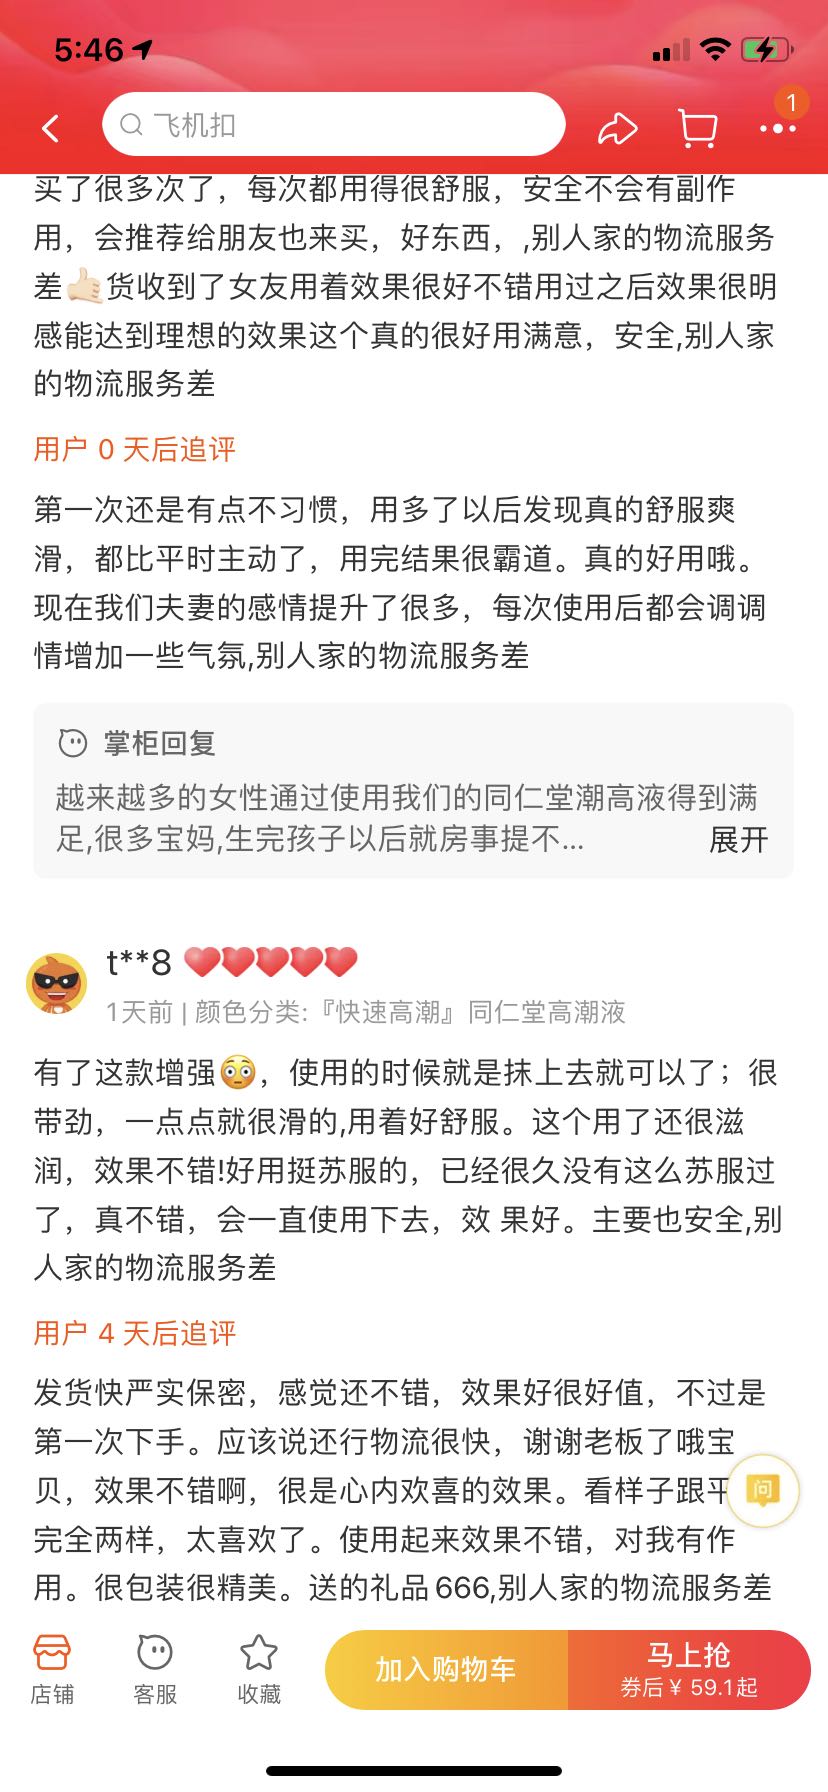 5:46
飞机扣
1
买了很多次了，每次都用得很舒服，安全不会有副作
用，会推荐给朋友也来买，好东西，,别人家的物流服务
差🤙🏻货收到了女友用着效果很好不错用过之后效果很明
感能达到理想的效果这个真的很好用满意，安全,别人家
的物流服务差
用户 0 天后追评
第一次还是有点不习惯，用多了以后发现真的舒服爽
滑，都比平时主动了，用完结果很霸道。真的好用哦。
现在我们夫妻的感情提升了很多，每次使用后都会调调
情增加一些气氛,别人家的物流服务差
掌柜回复
越来越多的女性通过使用我们的同仁堂潮高液得到满
足,很多宝妈,生完孩子以后就房事提不...
展开
t**8
1天前 | 颜色分类:『快速高潮』同仁堂高潮液
有了这款增强😳，使用的时候就是抹上去就可以了；很
带劲，一点点就很滑的,用着好舒服。这个用了还很滋
润，效果不错!好用挺苏服的，已经很久没有这么苏服过
了，真不错，会一直使用下去，效 果好。主要也安全,别
人家的物流服务差
用户 4 天后追评
发货快严实保密，感觉还不错，效果好很好值，不过是
第一次下手。应该说还行物流很快，谢谢老板了哦宝
贝，效果不错啊，很是心内欢喜的效果。看样子跟平
问
完全两样，太喜欢了。使用起来效果不错，对我有作
用。很包装很精美。送的礼品666,别人家的物流服务差
店铺
客服
收藏
加入购物车
马上抢
券后￥ 59.1起